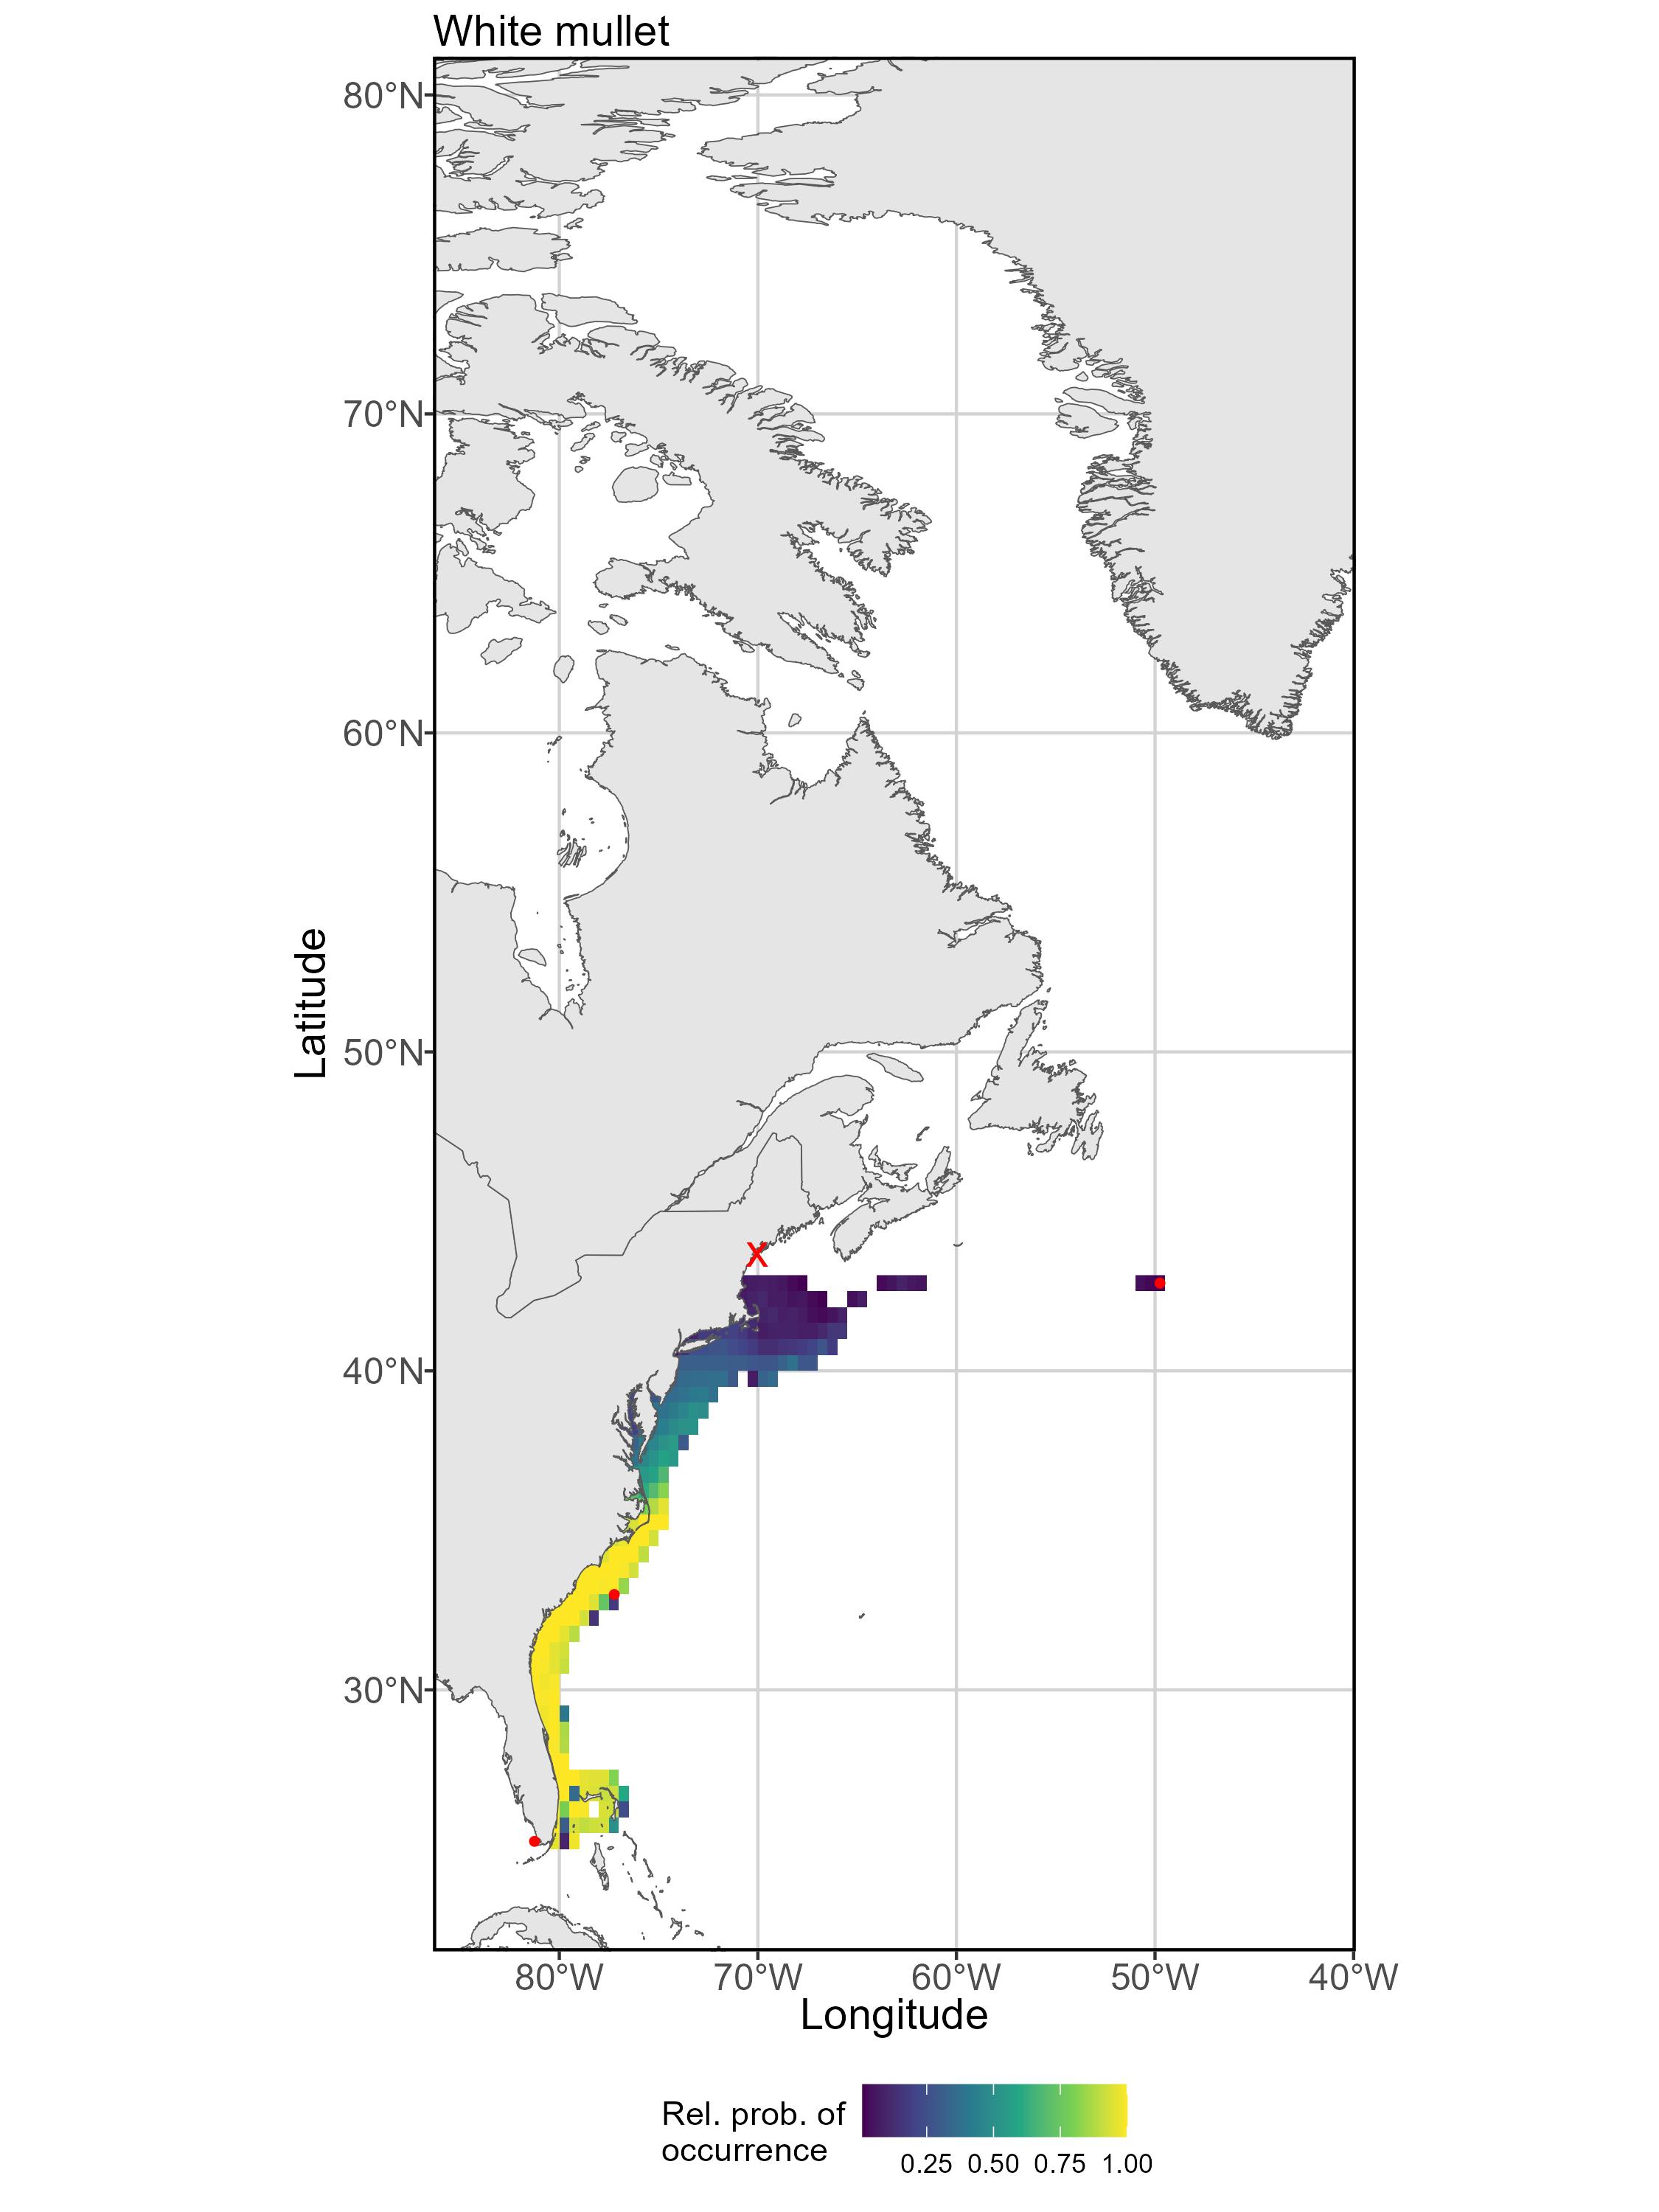 White mullet
80°N
70°N
60°N
50°N
40°N
30°N
Latitude
X
80°W 70°W 60°W 50°W 40°W
Longitude
Rel. prob. of
occurrence
0.25 0.50 0.75 1.00